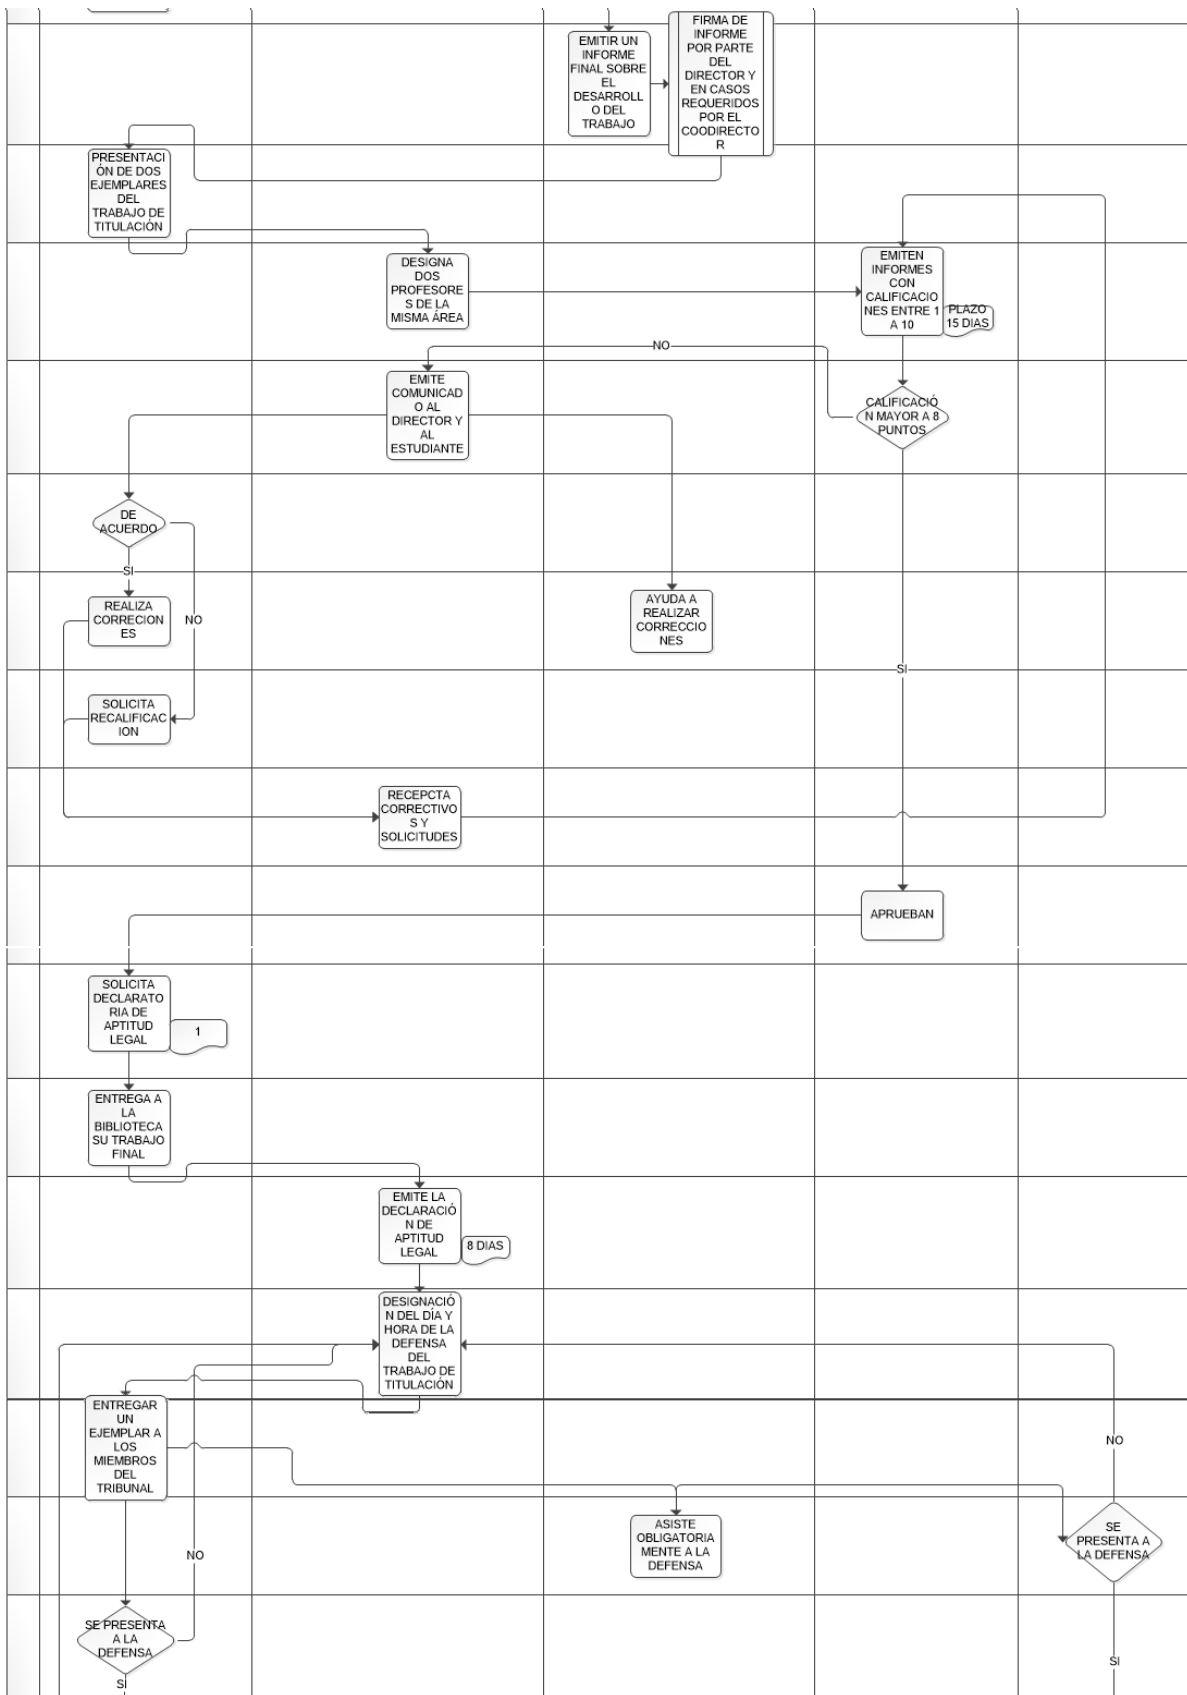 EMITIR UN
INFORME
FINAL SOBRE
EL
DESARROLL
O DEL
TRABAJO
FIRMA DE
INFORME
POR PARTE
DEL
DIRECTOR Y
EN CASOS
REQUERIDOS
POR EL
COODIRECTO
R
PRESENTACI
ÓN DE DOS
EJEMPLARES
DEL
TRABAJO DE
TITULACIÓN
DESIGNA
DOS
PROFESORE
S DE LA
MISMA ÁREA
EMITEN
INFORMES
CON
CALIFICACIO
NES ENTRE 1
A 10
PLAZO
15 DIAS
NO
EMITE
COMUNICAD
O AL
DIRECTOR Y
AL
ESTUDIANTE
CALIFICACIÓ
N MAYOR A 8
PUNTOS
DE
ACUERDO
SI
REALIZA
CORRECION
ES
NO
AYUDA A
REALIZAR
CORRECCIO
NES
SI
SOLICITA
RECALIFICAC
ION
RECEPCTA
CORRECTIVO
S Y
SOLICITUDES
APRUEBAN
SOLICITA
DECLARATO
RIA DE
APTITUD
LEGAL
1
ENTREGA A
LA
BIBLIOTECA
SU TRABAJO
FINAL
EMITE LA
DECLARACIÓ
N DE
APTITUD
LEGAL
8 DIAS
DESIGNACIÓ
N DEL DÍA Y
HORA DE LA
DEFENSA
DEL
TRABAJO DE
TITULACIÓN
ENTREGAR
UN
EJEMPLAR A
LOS
MIEMBROS
DEL
TRIBUNAL
NO
ASISTE
OBLIGATORIA
MENTE A LA
DEFENSA
SE
PRESENTA A
LA DEFENSA
NO
SE PRESENTA
A LA
DEFENSA
SI
SI